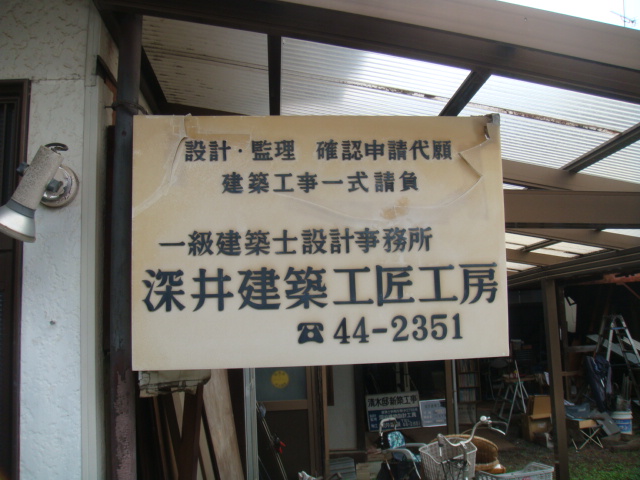 設計・監理 確認申請代願
建築工事一式請負
一級建築士設計事務所
深井建築工匠工房
☎44-2351